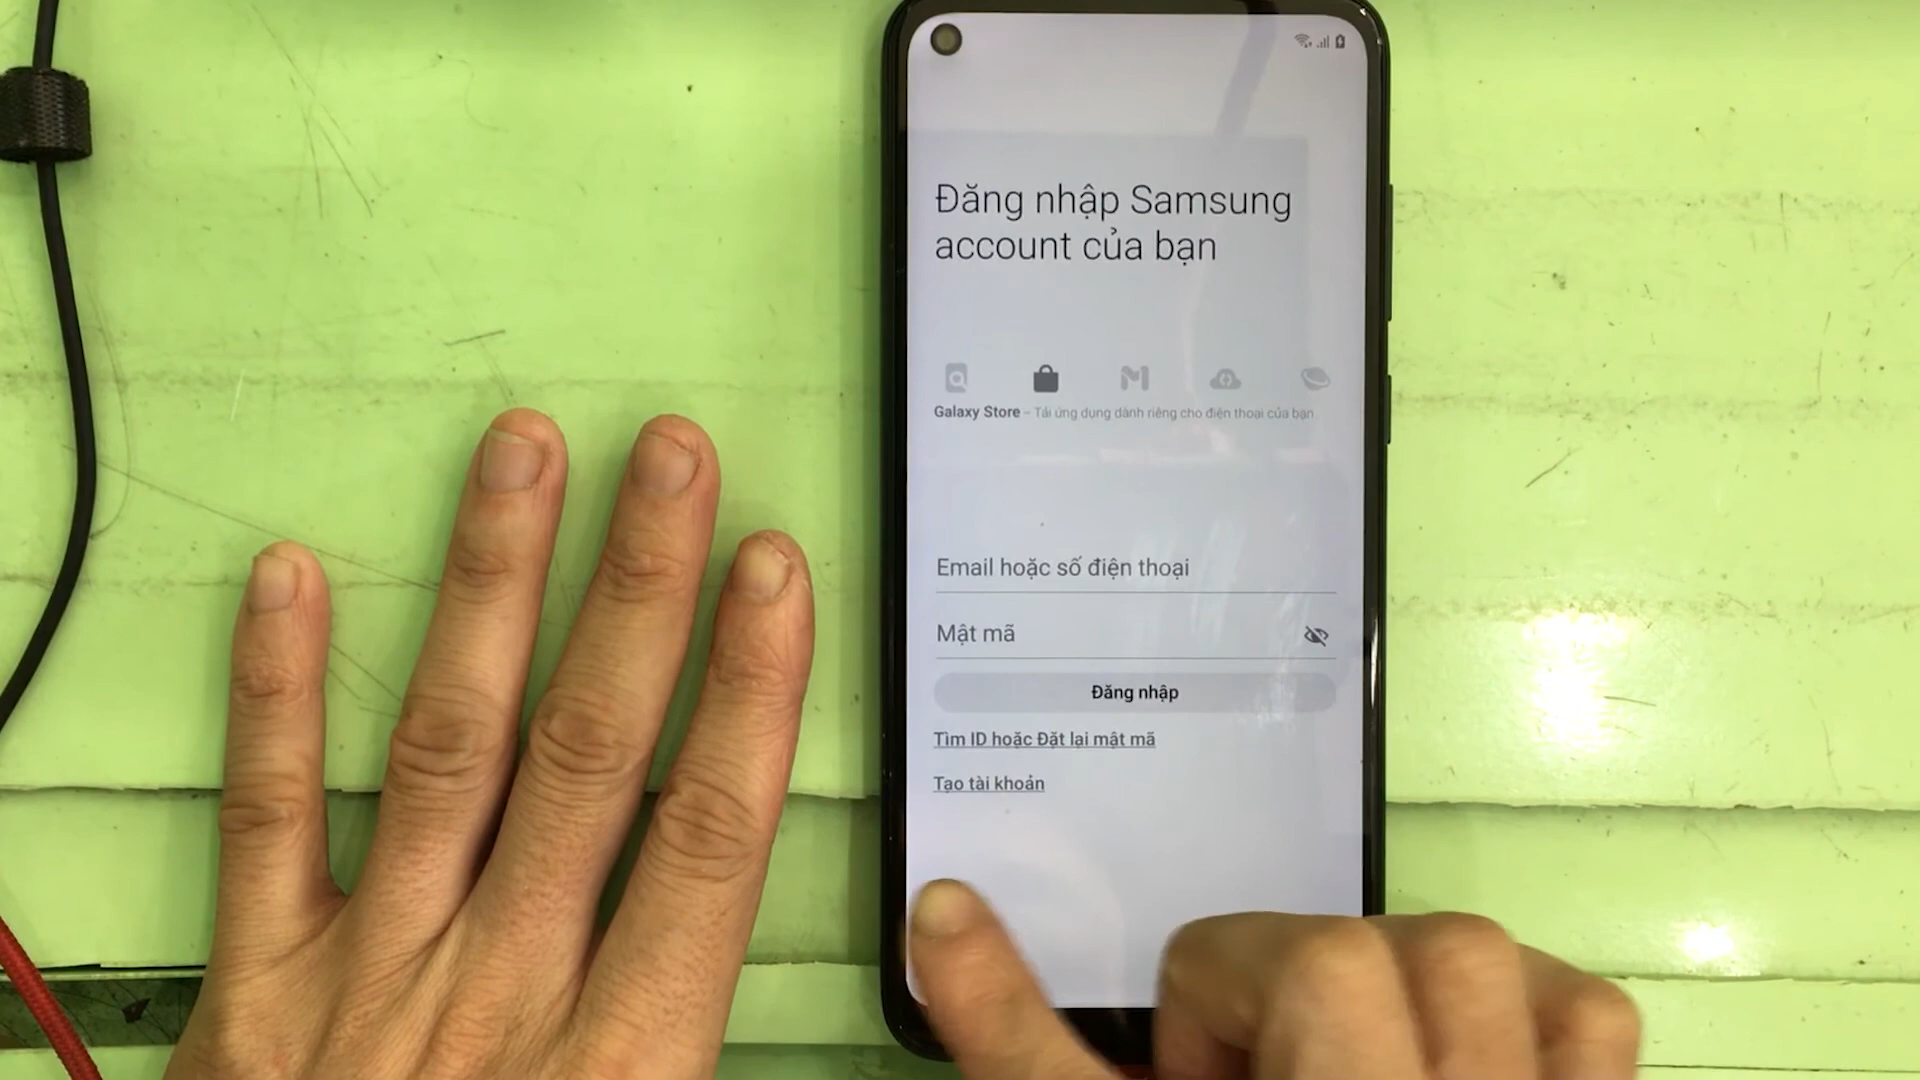 Đăng nhập Samsung
account của bạn
Galaxy Store – Tải ứng dụng dành riêng cho điện thoại của bạn.
Email hoặc số điện thoại
Mật mã
Đăng nhập
Tìm ID hoặc Đặt lại mật mã
Tạo tài khoản